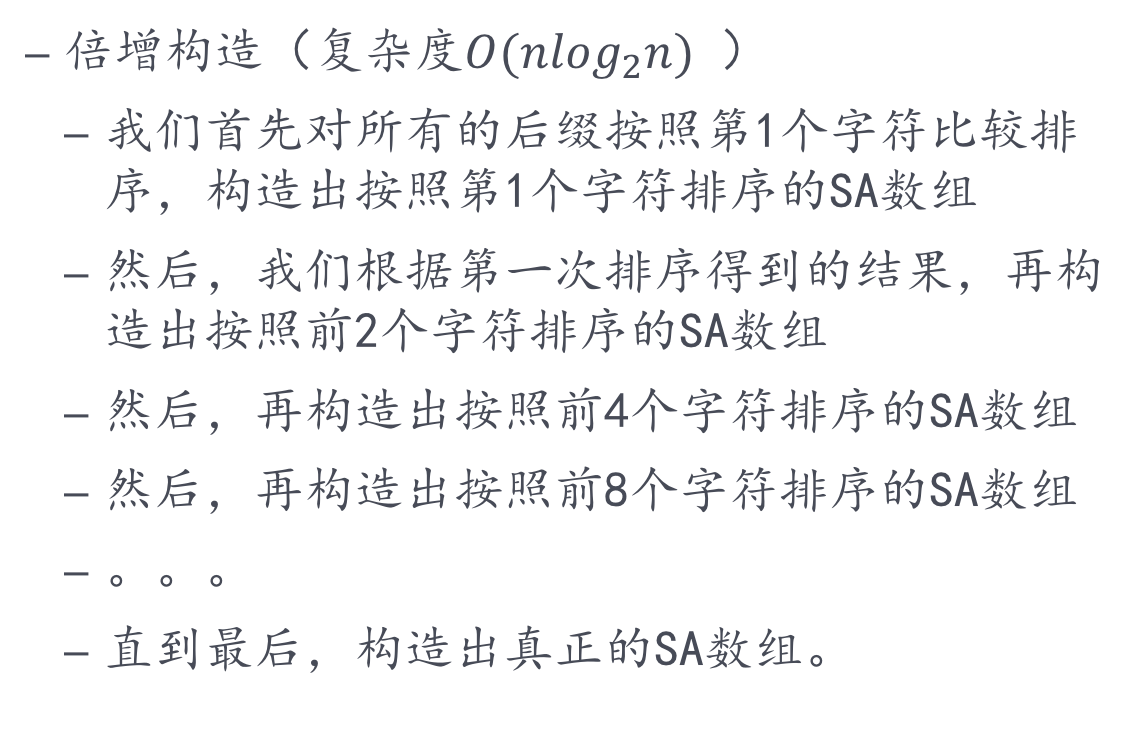 – 倍增构造（复杂度O(nlog₂n) ）
– 我们首先对所有的后缀按照第1个字符比较排
序，构造出按照第1个字符排序的SA数组
– 然后，我们根据第一次排序得到的结果，再构
造出按照前2个字符排序的SA数组
– 然后，再构造出按照前4个字符排序的SA数组
– 然后，再构造出按照前8个字符排序的SA数组
– 。。。
– 直到最后，构造出真正的SA数组。